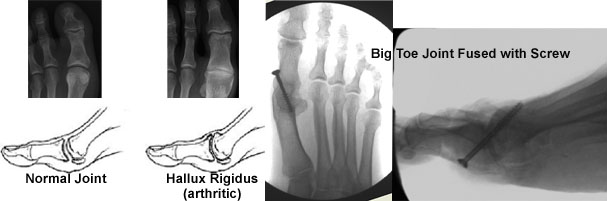 Big Toe Joint Fused with Screw
Normal Joint
Hallux Rigidus
(arthritic)